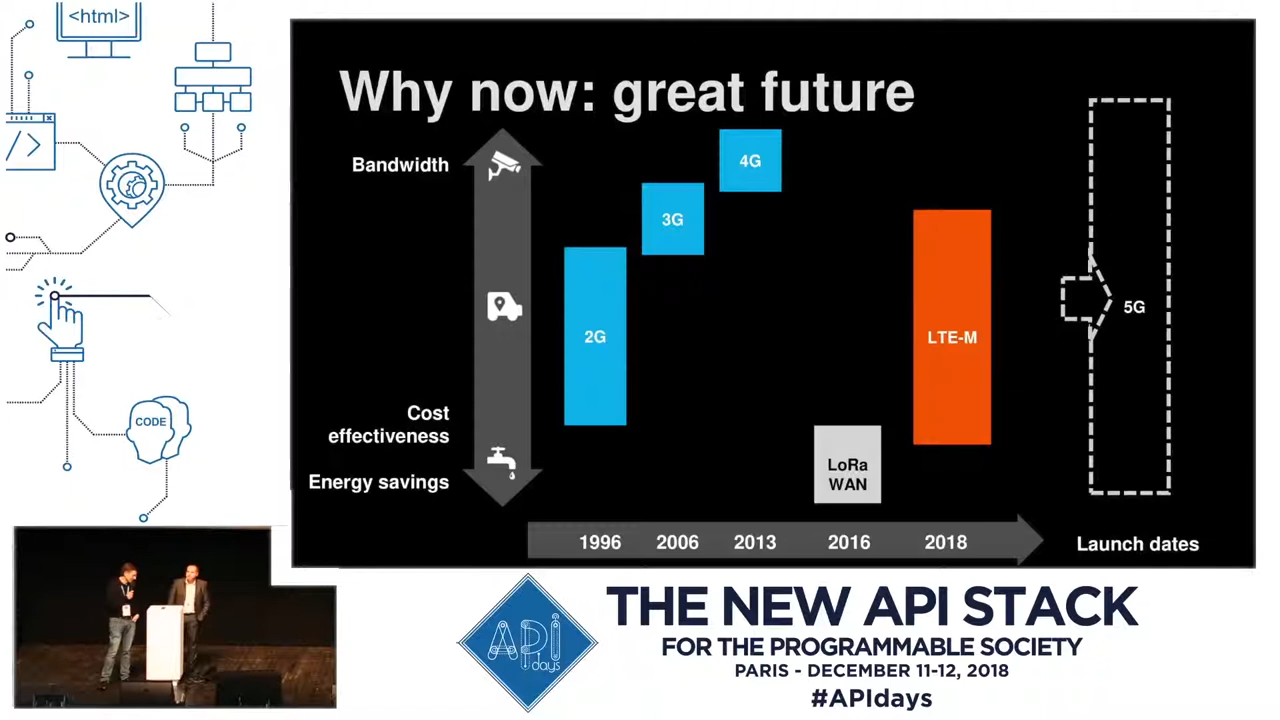 <html>
</>
CODE
Why now: great future
Bandwidth
Cost
effectiveness
Energy savings
2G
3G
4G
LoRa
WAN
LTE-M
5G
1996 2006 2013 2016 2018
Launch dates
API
days
THE NEW API STACK
FOR THE PROGRAMMABLE SOCIETY
PARIS - DECEMBER 11-12, 2018
#APIdays